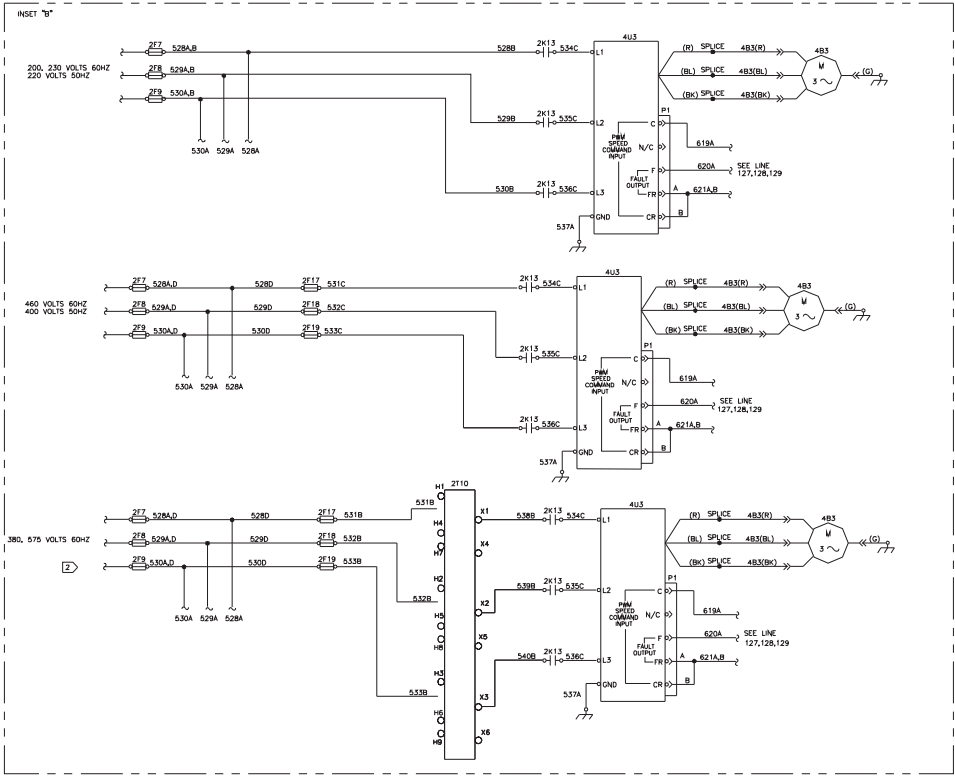 INSET "B"
4U3
2F7 528A,B 528B 2K13 534C L1 (R) SPLICE 4B3(R) 4B3
200, 230 VOLTS 60HZ
220 VOLTS 50HZ
2F8 529A,B (BL) SPLICE 4B3(BL) M 3 ~ (G)
2F9 530A,B (BK) SPLICE 4B3(BK)
P1
529B 2K13 535C L2 C
530A 529A 528A
PWM SPEED COMMAND INPUT N/C 619A
F 620A SEE LINE 127,128,129
FAULT OUTPUT
530B 2K13 536C L3 FR A 621A,B
GND CR B
537A
4U3
2F7 528A,D 528D 2F17 531C 2K13 534C L1 (R) SPLICE 4B3(R) 4B3
460 VOLTS 60HZ
400 VOLTS 50HZ
2F8 529A,D 529D 2F18 532C (BL) SPLICE 4B3(BL) M 3 ~ (G)
2F9 530A,D 530D 2F19 533C (BK) SPLICE 4B3(BK)
P1
2K13 535C L2 C
530A 529A 528A
PWM SPEED COMMAND INPUT N/C 619A
F 620A SEE LINE 127,128,129
FAULT OUTPUT
2K13 536C L3 FR A 621A,B
GND CR B
537A
H1 2T10
531B
4U3
2F7 528A,D 528D 2F17 531B X1 538B 2K13 534C L1 (R) SPLICE 4B3(R) 4B3
H4
380, 575 VOLTS 60HZ
2F8 529A,D 529D 2F18 532B H7 X4 (BL) SPLICE 4B3(BL) M 3 ~ (G)
2
2F9 530A,D 530D 2F19 533B (BK) SPLICE 4B3(BK)
P1
H2
532B X2 539B 2K13 535C L2 C
530A 529A 528A
H5
PWM SPEED COMMAND INPUT N/C 619A
H8 X5 F 620A SEE LINE 127,128,129
FAULT OUTPUT
540B 2K13 536C L3 FR A 621A,B
H3
533B X3 GND CR B
537A
H6
H9 X6